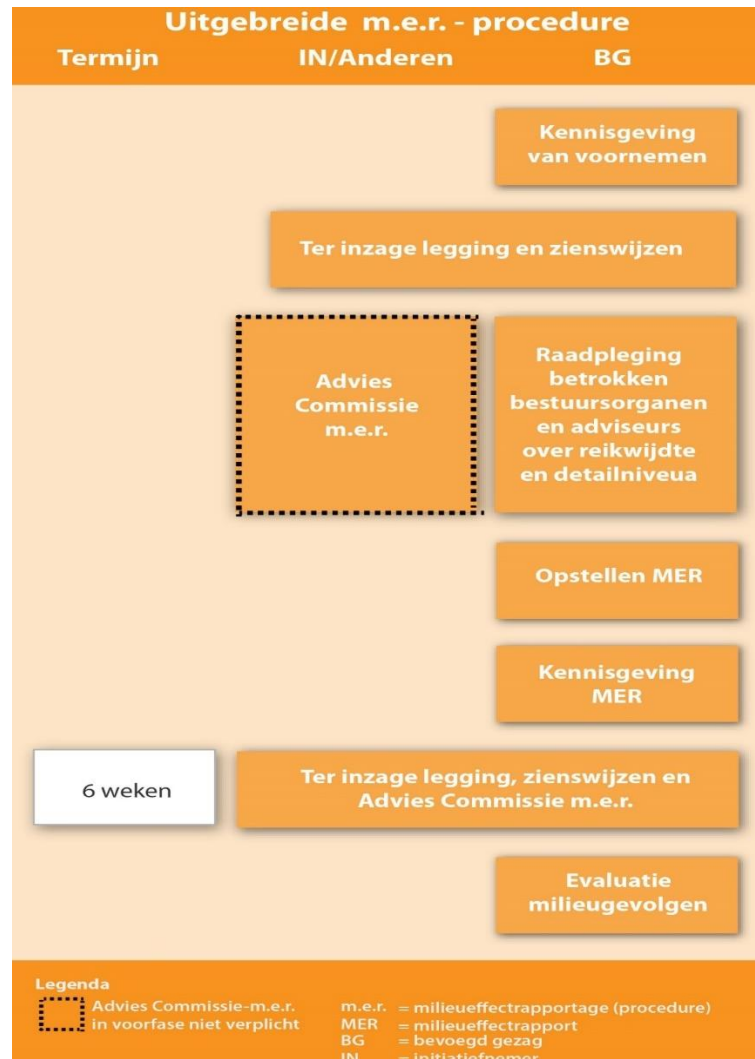 Uitgebreide m.e.r. - procedure
Termijn IN/Anderen BG
Kennisgeving
van voornemen
Ter inzage legging en zienswijzen
Advies
Commissie
m.e.r.
Raadpleging
betrokken
bestuursorganen
en adviseurs
over reikwijdte
en detailniveua
Opstellen MER
Kennisgeving
MER
6 weken
Ter inzage legging, zienswijzen en
Advies Commissie m.e.r.
Evaluatie
milieugevolgen
Legenda
Advies Commissie-m.e.r.
in voorfase niet verplicht
m.e.r. = milieueffectrapportage (procedure)
MER = milieueffectrapport
BG = bevoegd gezag
IN = initiatiefnemer